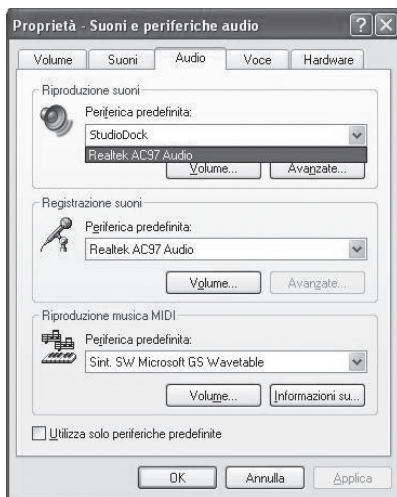 Proprietà - Suoni e periferiche audio
Volume Suoni Audio Voce Hardware
Riproduzione suoni
Periferica predefinita:
StudioDock
Realtek AC97 Audio
Volume... Avanzate...
Registrazione suoni
Periferica predefinita:
Realtek AC97 Audio
Volume... Avanzate...
Riproduzione musica MIDI
Periferica predefinita:
Sint. SW Microsoft GS Wavetable
Volume... Informazioni su...
Utilizza solo periferiche predefinite
OK Annulla Applica